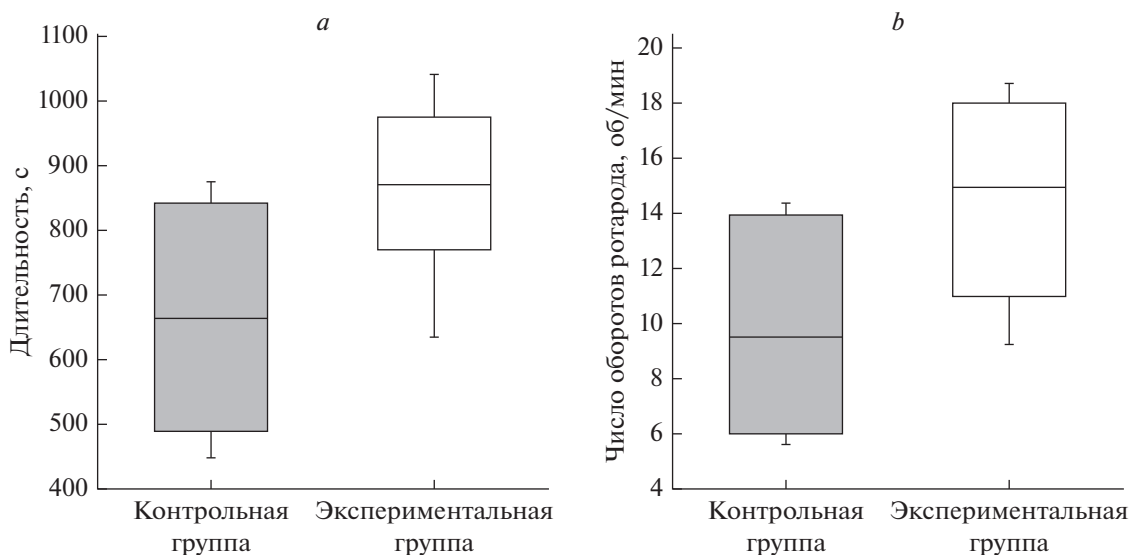 a
Длительность, с
1100
1000
900
800
700
600
500
400
Контрольная
группа
Экспериментальная
группа
b
Число оборотов ротарода, об/мин
20
18
16
14
12
10
8
6
4
Контрольная
группа
Экспериментальная
группа